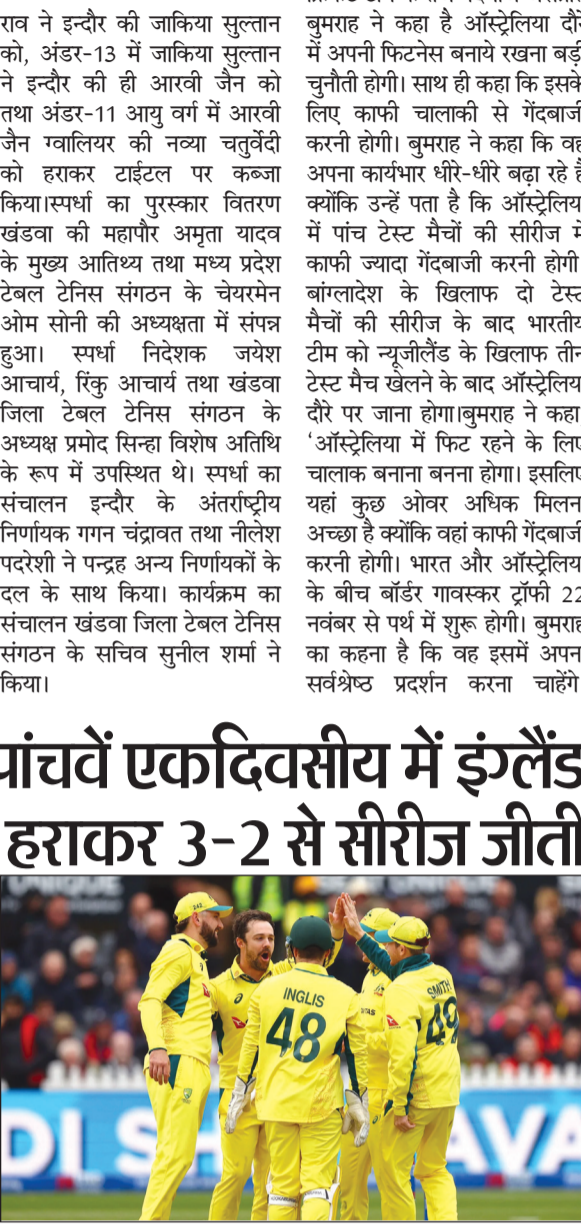 राव ने इन्दौर की जाकिया सुल्तान
को, अंडर-13 में जाकिया सुल्तान
ने इन्दौर की ही आरवी जैन को
तथा अंडर-11 आयु वर्ग में आरवी
जैन ग्वालियर की नव्या चतुर्वेदी
को हराकर टाईटल पर कब्जा
किया।स्पर्धा का पुरस्कार वितरण
खंडवा की महापौर अमृता यादव
के मुख्य आतिथ्य तथा मध्य प्रदेश
टेबल टेनिस संगठन के चेयरमेन
ओम सोनी की अध्यक्षता में संपन्न
हुआ। स्पर्धा निदेशक जयेश
आचार्य, रिंकु आचार्य तथा खंडवा
जिला टेबल टेनिस संगठन के
अध्यक्ष प्रमोद सिन्हा विशेष अतिथि
के रूप में उपस्थित थे। स्पर्धा का
संचालन इन्दौर के अंतर्राष्ट्रीय
निर्णायक गगन चंद्रावत तथा नीलेश
पदरेशी ने पन्द्रह अन्य निर्णायकों के
दल के साथ किया। कार्यक्रम का
संचालन खंडवा जिला टेबल टेनिस
संगठन के सचिव सुनील शर्मा ने
किया।
बुमराह ने कहा है ऑस्ट्रेलिया दौरे
में अपनी फिटनेस बनाये रखना बड़ी
चुनौती होगी। साथ ही कहा कि इसके
लिए काफी चालाकी से गेंदबाजी
करनी होगी। बुमराह ने कहा कि वह
अपना कार्यभार धीरे-धीरे बढ़ा रहे हैं
क्योंकि उन्हें पता है कि ऑस्ट्रेलिया
में पांच टेस्ट मैचों की सीरीज में
काफी ज्यादा गेंदबाजी करनी होगी
बांग्लादेश के खिलाफ दो टेस्ट
मैचों की सीरीज के बाद भारतीय
टीम को न्यूजीलैंड के खिलाफ तीन
टेस्ट मैच खेलने के बाद ऑस्ट्रेलिया
दौरे पर जाना होगा।बुमराह ने कहा
‘ऑस्ट्रेलिया में फिट रहने के लिए
चालाक बनाना बनना होगा। इसलिए
यहां कुछ ओवर अधिक मिलना
अच्छा है क्योंकि वहां काफी गेंदबाजी
करनी होगी। भारत और ऑस्ट्रेलिया
के बीच बॉर्डर गावस्कर ट्रॉफी 22
नवंबर से पर्थ में शुरू होगी। बुमराह
का कहना है कि वह इसमें अपना
सर्वश्रेष्ठ प्रदर्शन करना चाहेंगे
पांचवें एकदिवसीय में इंग्लैंड
हराकर 3-2 से सीरीज जीती
INGLIS
48
SMITH
49